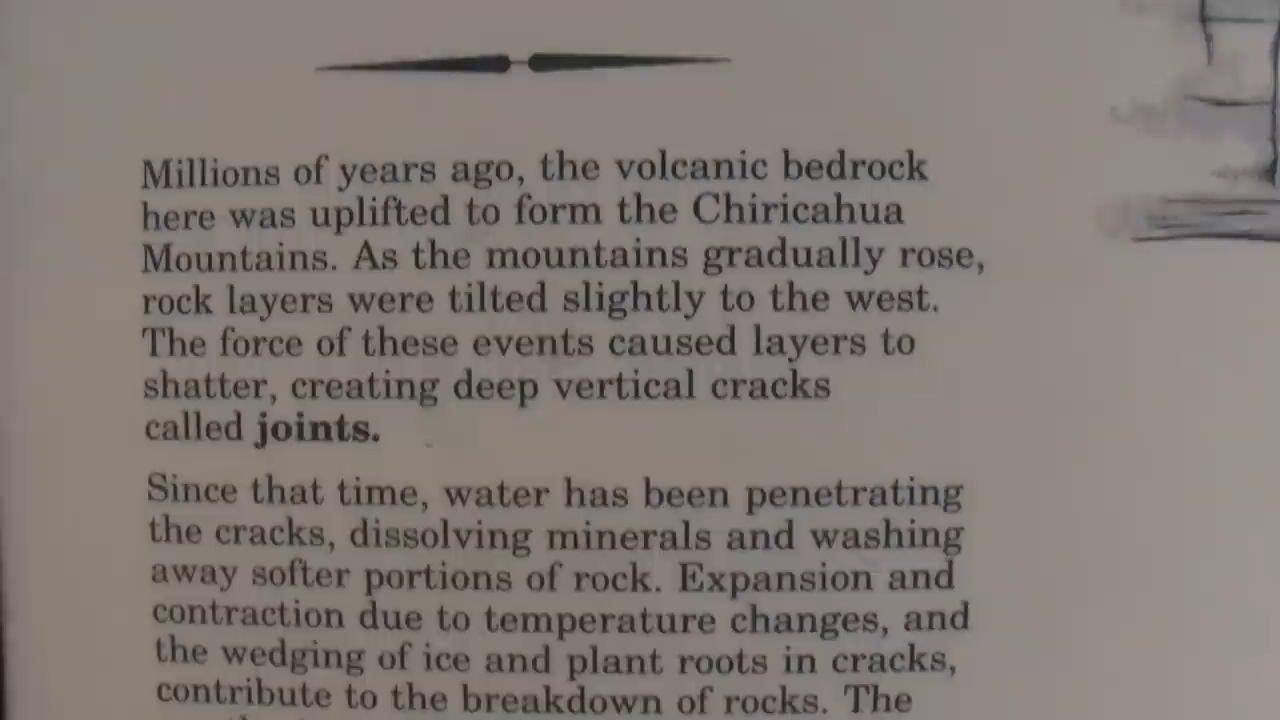 Millions of years ago, the volcanic bedrock
here was uplifted to form the Chiricahua
Mountains. As the mountains gradually rose,
rock layers were tilted slightly to the west.
The force of these events caused layers to
shatter, creating deep vertical cracks
called joints.
Since that time, water has been penetrating
the cracks, dissolving minerals and washing
away softer portions of rock. Expansion and
contraction due to temperature changes, and
the wedging of ice and plant roots in cracks,
contribute to the breakdown of rocks. The